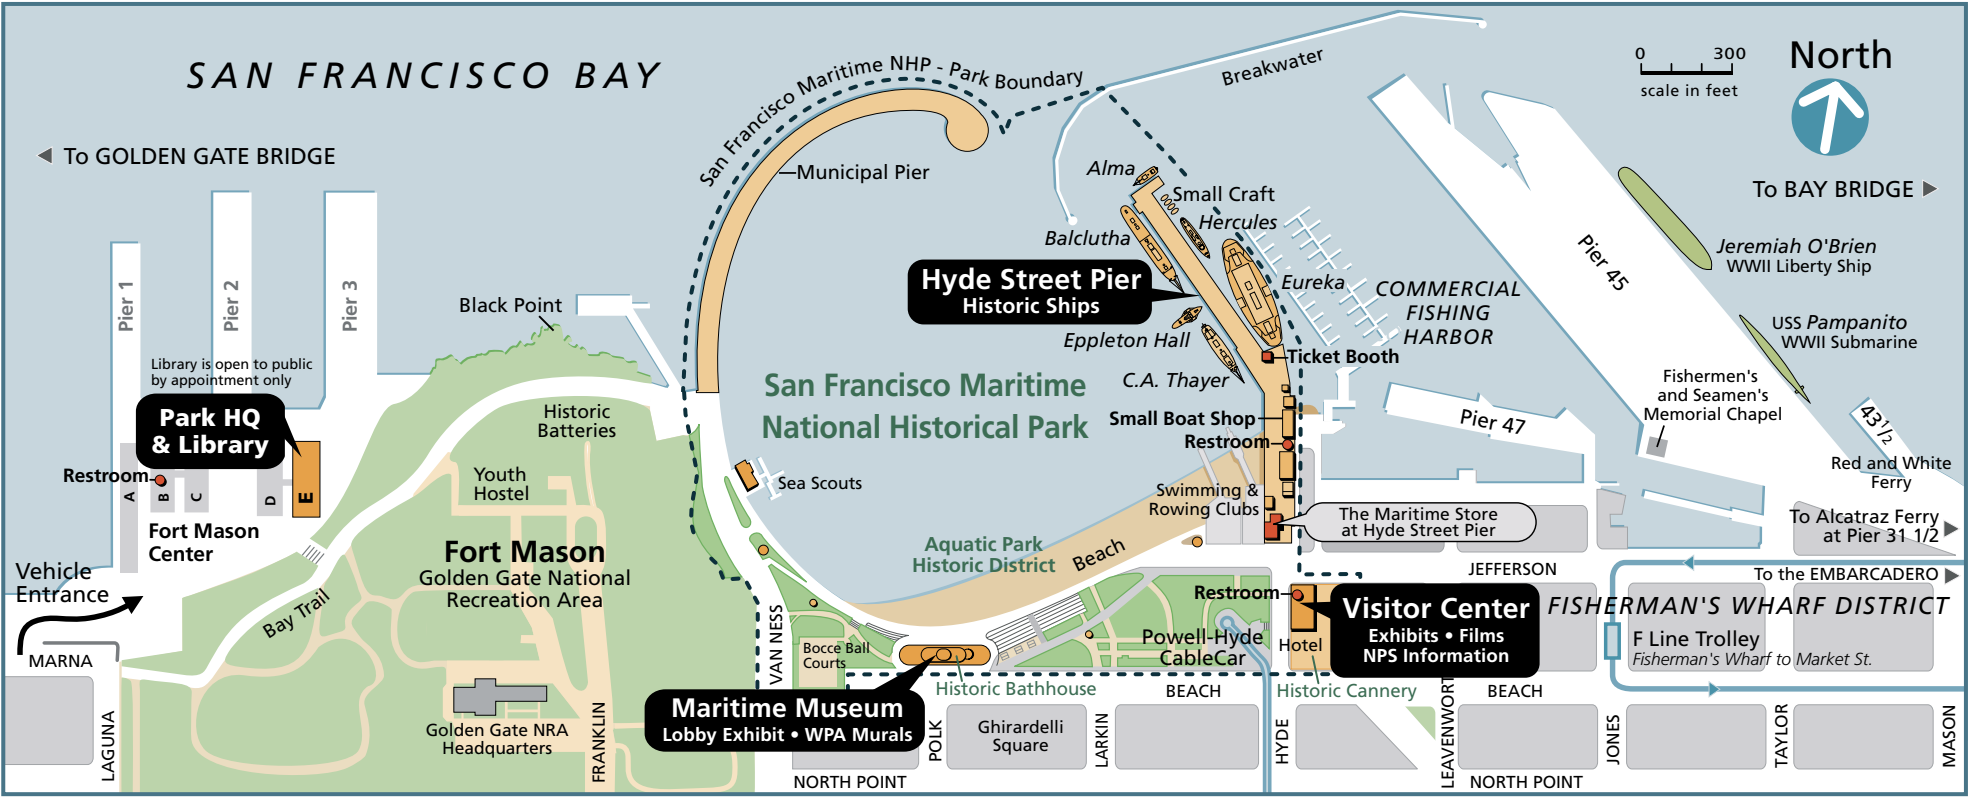 SAN FRANCISCO BAY
San Francisco Maritime NHP - Park Boundary
Breakwater
0 300
scale in feet
North
To GOLDEN GATE BRIDGE
Municipal Pier
Alma
Small Craft
Hercules
Balclutha
To BAY BRIDGE
Pier 45
Jeremiah O'Brien
WWII Liberty Ship
Pier 1
Pier 2
Pier 3
Black Point
Hyde Street Pier
Historic Ships
Eureka
COMMERCIAL
FISHING
HARBOR
Eppleton Hall
Ticket Booth
C.A. Thayer
USS Pampanito
WWII Submarine
Library is open to public
by appointment only
Park HQ
& Library
Historic
Batteries
San Francisco Maritime
National Historical Park
Small Boat Shop
Restroom
Pier 47
Fishermen's
and Seamen's
Memorial Chapel
43 1/2
Red and White
Ferry
Restroom
A
B
C
D
E
Fort Mason
Center
Youth
Hostel
Sea Scouts
Swimming &
Rowing Clubs
The Maritime Store
at Hyde Street Pier
To Alcatraz Ferry
at Pier 31 1/2
Fort Mason
Golden Gate National
Recreation Area
Aquatic Park
Historic District
Beach
JEFFERSON
To the EMBARCADERO
Vehicle
Entrance
Bay Trail
MARNA
VAN NESS
Bocce Ball
Courts
Restroom
Powell-Hyde
CableCar
Hotel
Visitor Center
Exhibits • Films
NPS Information
FISHERMAN'S WHARF DISTRICT
F Line Trolley
Fisherman's Wharf to Market St.
Historic Bathhouse
BEACH
Historic Cannery
BEACH
Maritime Museum
Lobby Exhibit • WPA Murals
Golden Gate NRA
Headquarters
Ghirardelli
Square
LAGUNA
FRANKLIN
POLK
LARKIN
HYDE
LEAVENWORT
JONES
TAYLOR
MASON
NORTH POINT
NORTH POINT